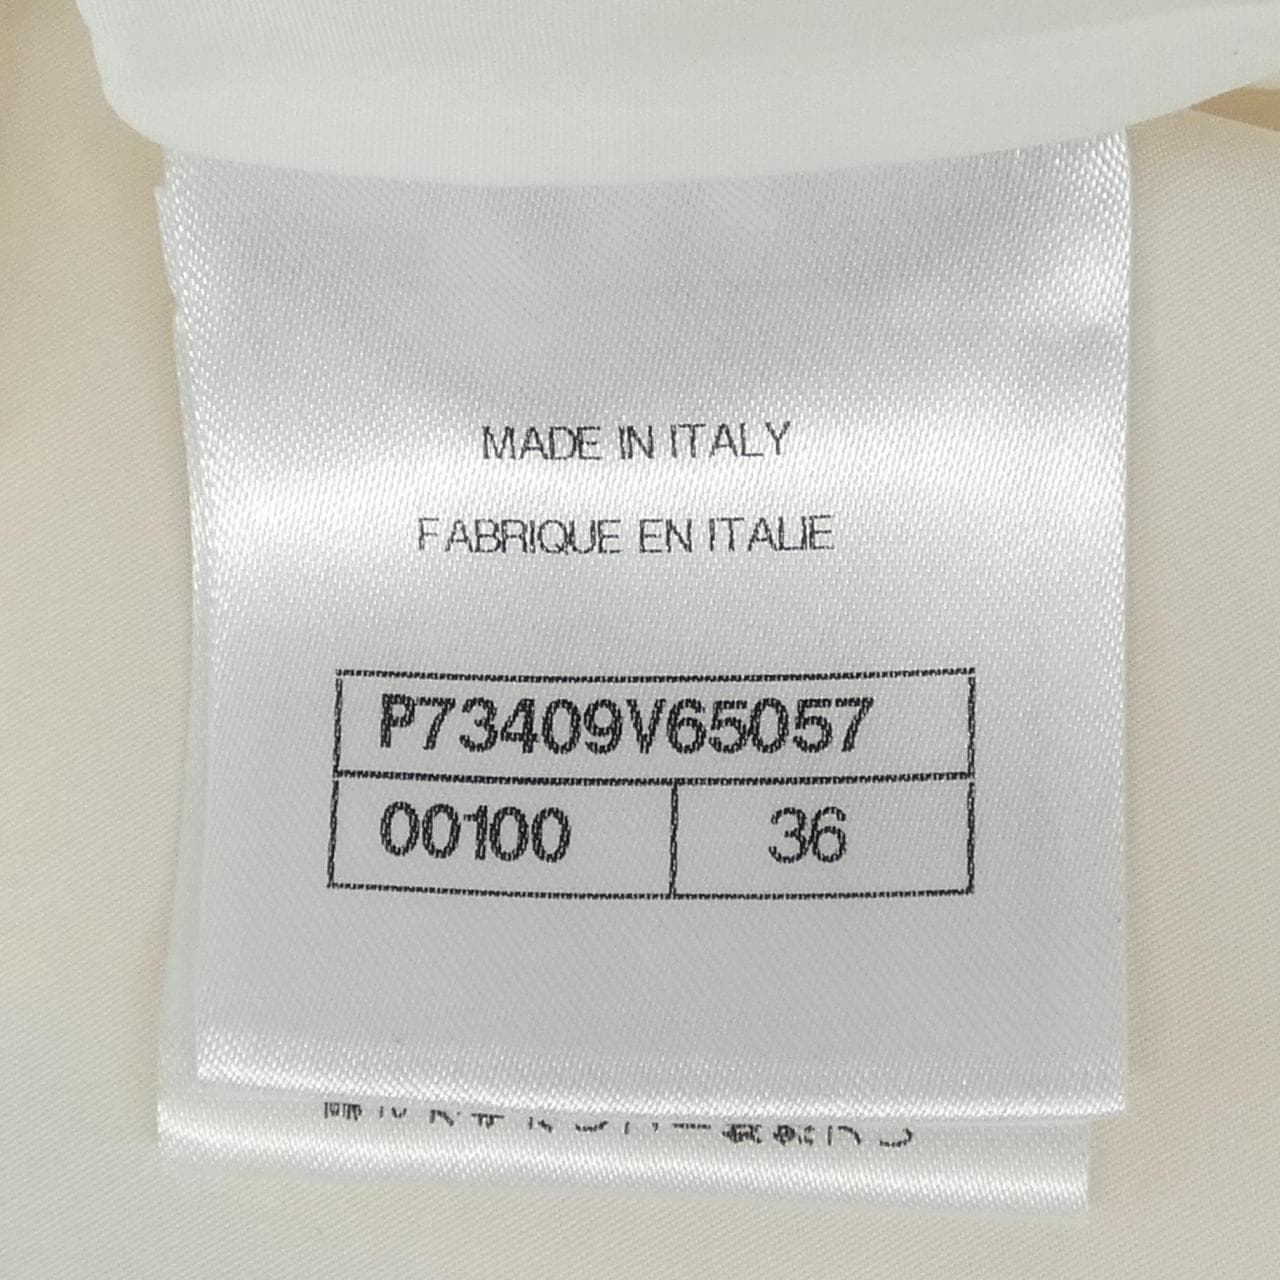 MADE IN ITALY
FABRIQUE EN ITALIE
P73409V65057
00100 36